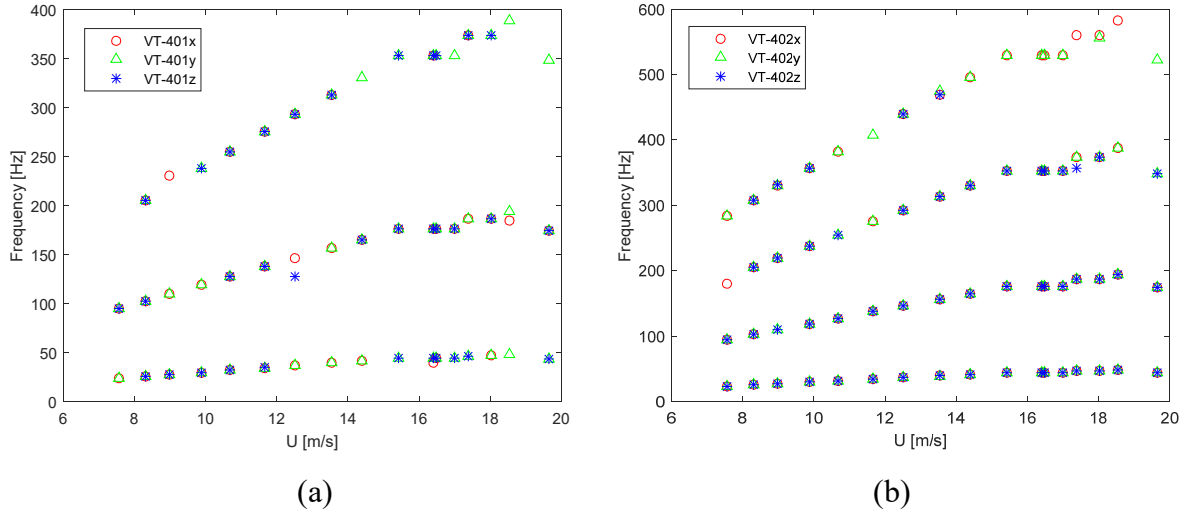 400
350
300
250
200
150
100
50
0
Frequency [Hz]
VT-401x
VT-401y
VT-401z
6 8 10 12 14 16 18 20
U [m/s]
(a)
600
500
400
300
200
100
0
Frequency [Hz]
VT-402x
VT-402y
VT-402z
6 8 10 12 14 16 18 20
U [m/s]
(b)